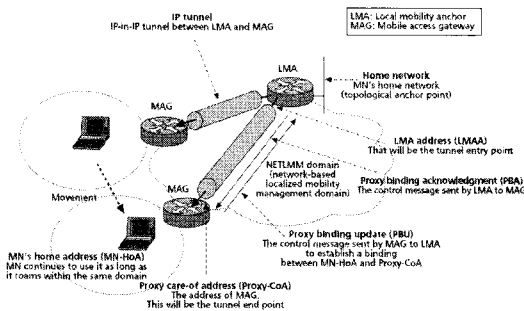 IP tunnel
IP-in-IP tunnel between LMA and MAG
LMA: Local mobility anchor
MAG: Mobile access gateway
LMA
Home network
MN's home network
(topological anchor point)
MAG
LMA address (LMAA)
That will be the tunnel entry point
NETLMM domain
(network-based
localized mobility
management domain)
Proxy binding acknowledgment (PBA)
The control message sent by LMA to MAG
MAG
Movement
Proxy binding update (PBU)
The control message sent by MAG to LMA
to establish a binding
between MN-HoA and Proxy-CoA
MN's home address (MN-HoA)
MN continues to use it as long as
it roams within the same domain
Proxy care-of address (Proxy-CoA)
The address of MAG.
This will be the tunnel end point